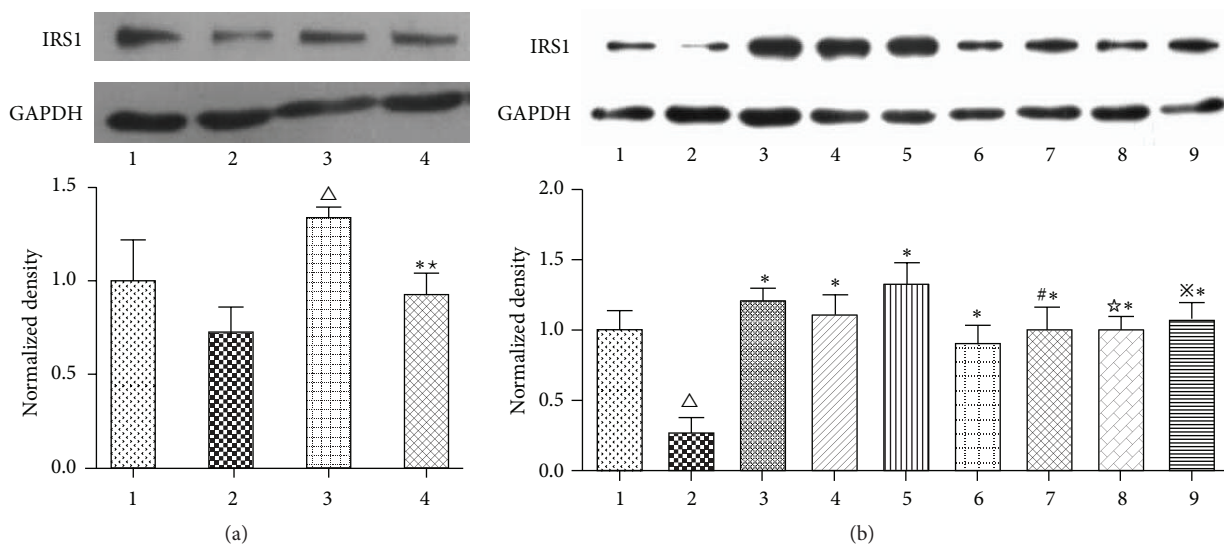 IRS1
GAPDH
1 2 3 4
1.5
1.0
0.5
0.0
Normalized density
△
**
1 2 3 4
(a)
IRS1
GAPDH
1 2 3 4 5 6 7 8 9
2.0
1.5
1.0
0.5
0.0
Normalized density
△
*
*
*
*
#*
☆*
※*
1 2 3 4 5 6 7 8 9
(b)